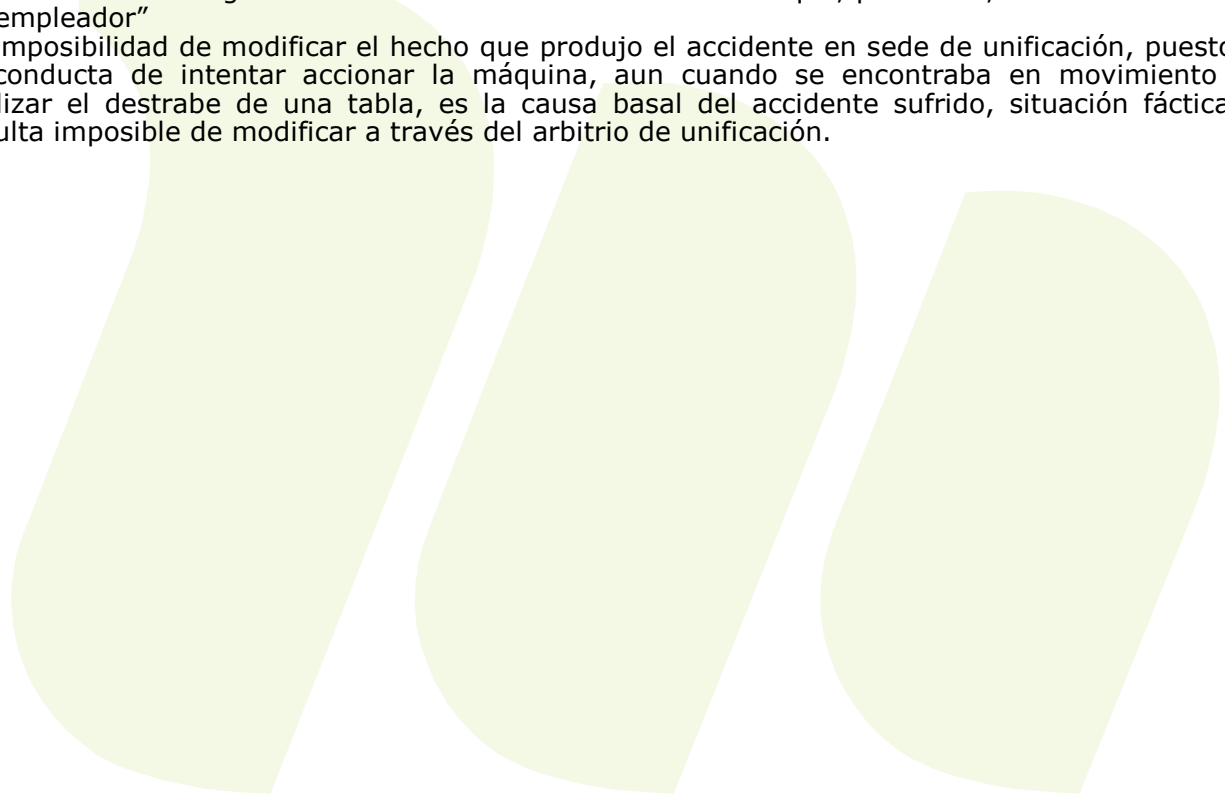 empleador”
imposibilidad de modificar el hecho que produjo el accidente en sede de unificación, puesto
conducta de intentar accionar la máquina, aun cuando se encontraba en movimiento
lizar el destrabe de una tabla, es la causa basal del accidente sufrido, situación fáctica
ulta imposible de modificar a través del arbitrio de unificación.